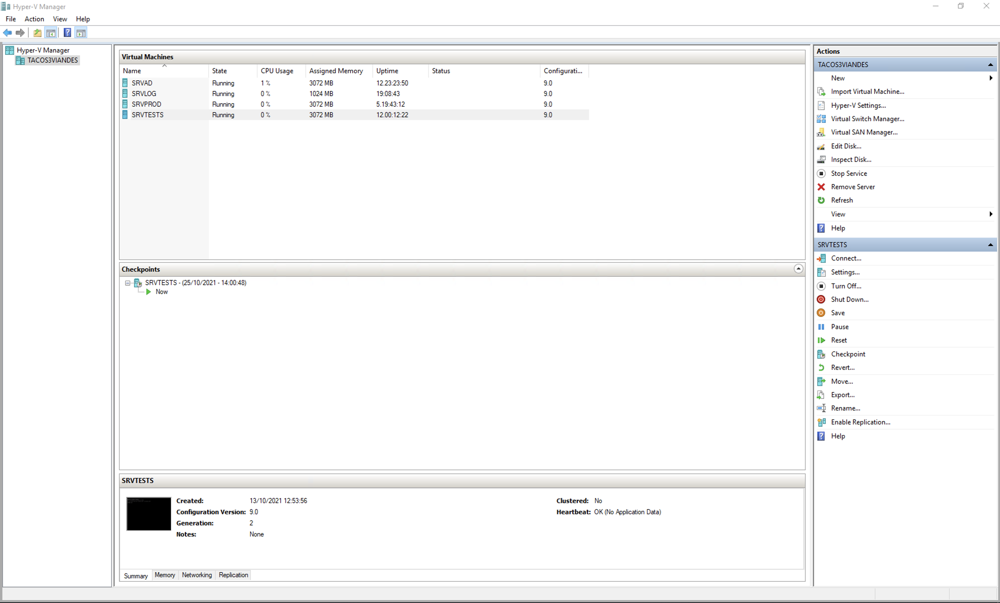 Hyper-V Manager
File Action View Help
Hyper-V Manager
TACOS3VIANDES
Virtual Machines
Name State CPU Usage Assigned Memory Uptime Status Configurati...
SRVAD Running 1 % 3072 MB 12.23:23:50 9.0
SRVLOG Running 0 % 1024 MB 19:08:43 9.0
SRVPROD Running 0 % 3072 MB 5.19:43:12 9.0
SRVTESTS Running 0 % 3072 MB 12.00:12:22 9.0
Checkpoints
SRVTESTS - (25/10/2021 - 14:00:48)
Now
SRVTESTS
Created: 13/10/2021 12:53:56 Clustered: No
Configuration Version: 9.0 Heartbeat: OK (No Application Data)
Generation: 2
Notes: None
Summary Memory Networking Replication
Actions
TACOS3VIANDES
New
Import Virtual Machine...
Hyper-V Settings...
Virtual Switch Manager...
Virtual SAN Manager...
Edit Disk...
Inspect Disk...
Stop Service
Remove Server
Refresh
View
Help
SRVTESTS
Connect...
Settings...
Turn Off...
Shut Down...
Save
Pause
Reset
Checkpoint
Revert...
Move...
Export...
Rename...
Enable Replication...
Help